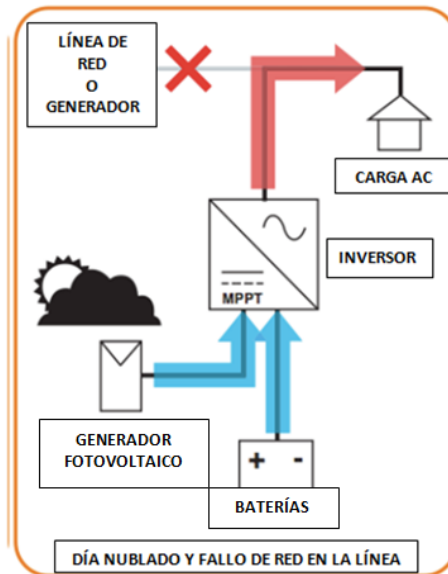 LÍNEA DE
RED
O
GENERADOR
CARGA AC
INVERSOR
MPPT
GENERADOR
FOTOVOLTAICO
+ -
BATERÍAS
DÍA NUBLADO Y FALLO DE RED EN LA LÍNEA